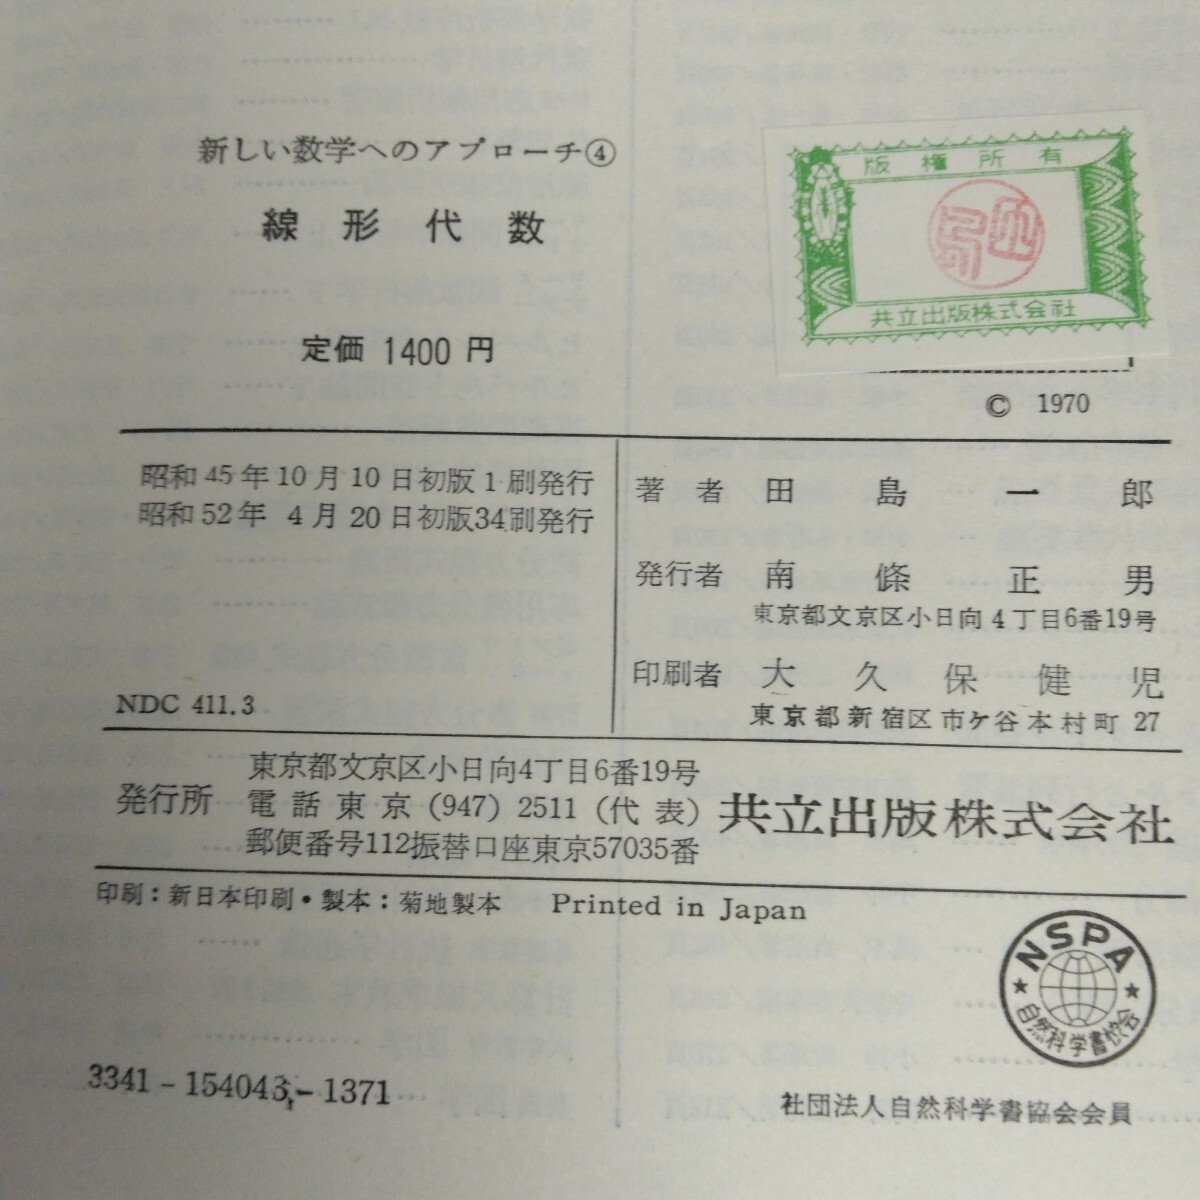 新しい数学へのアプローチ④
線形代数
定価 1400 円
版権所有
共立出版株式会社
© 1970
昭和 45 年 10 月 10 日初版 1 刷発行
昭和 52 年 4 月 20 日初版34刷発行
NDC 411.3
著者 田島一郎
発行者 南條正男
東京都文京区小日向 4 丁目6番19号
印刷者 大久保健児
東京都新宿区市ケ谷本村町 27
発行所
東京都文京区小日向4丁目6番19号
電話東京 (947) 2511 (代表)
郵便番号112振替口座東京57035番
共立出版株式会社
印刷：新日本印刷・製本：菊地製本 Printed in Japan
NSPA
自然科学書協会
3341-154043-1371
社団法人自然科学書協会会員